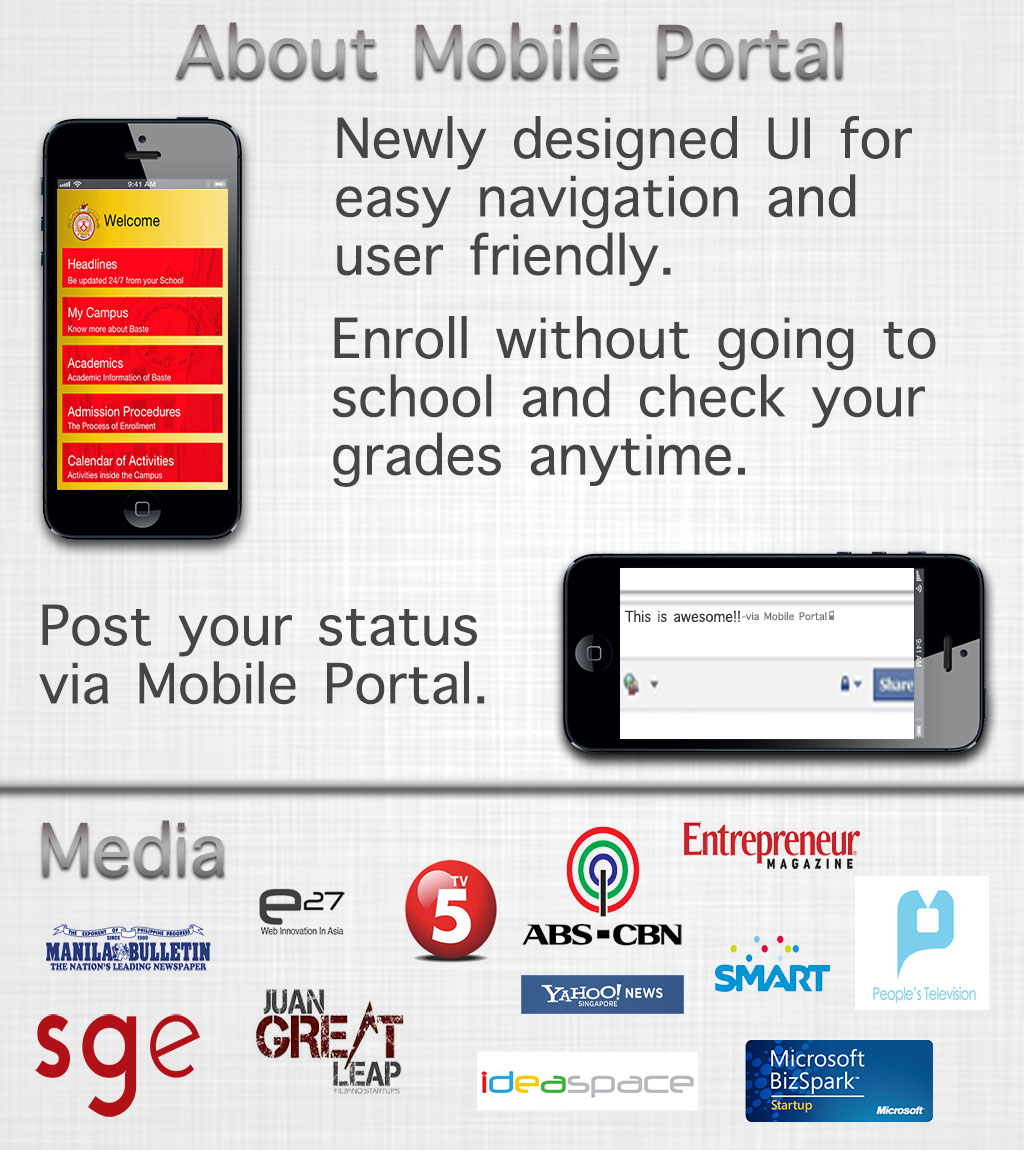 About Mobile Portal
9:41 AM
Welcome
Headlines
Be updated 24/7 from your School
My Campus
Know more about Baste
Academics
Academic Information of Baste
Admission Procedures
The Process of Enrollment
Calendar of Activities
Activities inside the Campus
Newly designed UI for
easy navigation and
user friendly.
Enroll without going to
school and check your
grades anytime.
Post your status
via Mobile Portal.
This is awesome!!-via Mobile Portal
Share
9:41 AM
Media
THE EXPONENT OF PHILIPPINE PROGRESS
SINCE 1900
MANILA BULLETIN
THE NATION'S LEADING NEWSPAPER
e27
Web Innovation In Asia
TV
5
ABS-CBN
Entrepreneur
MAGAZINE
People's Television
SMART
YAHOO! NEWS
SINGAPORE
sge
JUAN
GREAT
LEAP
FILIPINO STARTUPS
ideaspace
Microsoft
BizSpark™
Startup
Microsoft